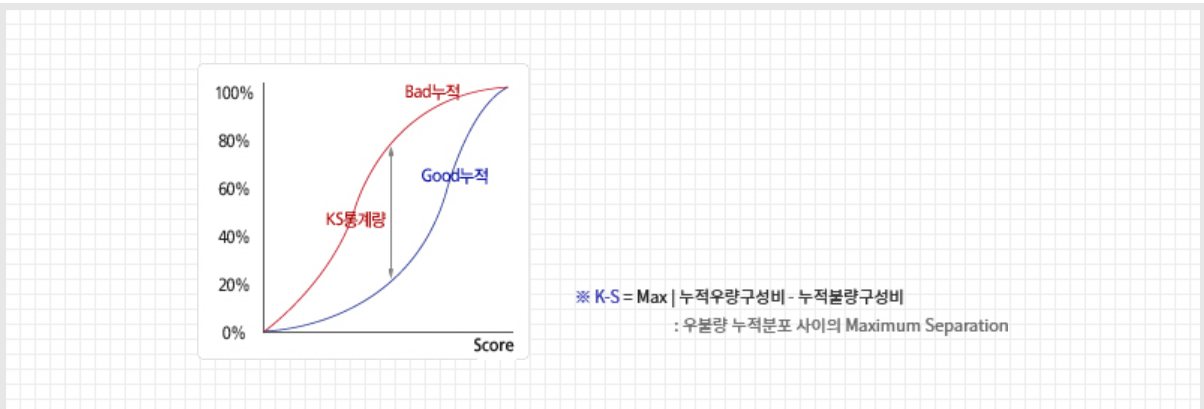 100%
Bad누적
80%
Good누적
60%
KS통계량
40%
20%
0%
Score
※ K-S = Max | 누적우량구성비 - 누적불량구성비
: 우불량 누적분포 사이의 Maximum Separation